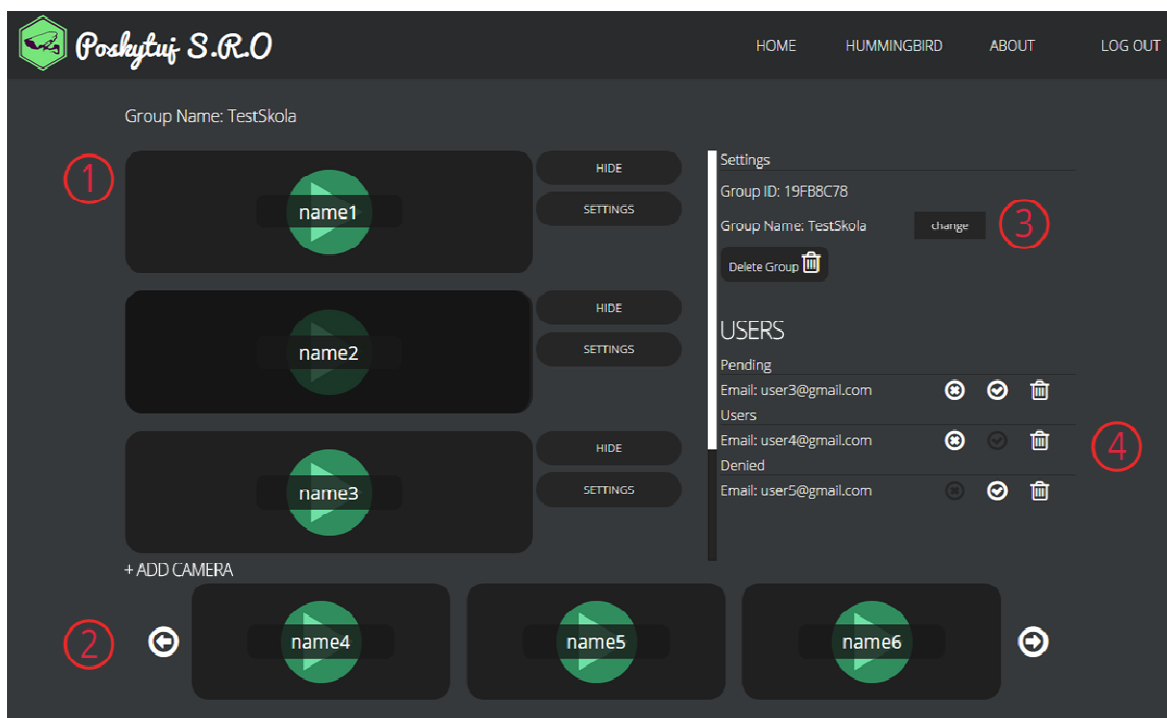 Poskytuj S.R.O
HOME HUMMINGBIRD ABOUT LOG OUT
Group Name: TestSkola
1
name1
HIDE
SETTINGS
name2
HIDE
SETTINGS
name3
HIDE
SETTINGS
Settings
Group ID: 19FB8C78
Group Name: TestSkola change
3
Delete Group
USERS
Pending
Email: user3@gmail.com
Users
Email: user4@gmail.com
4
Denied
Email: user5@gmail.com
+ ADD CAMERA
2
name4 name5 name6